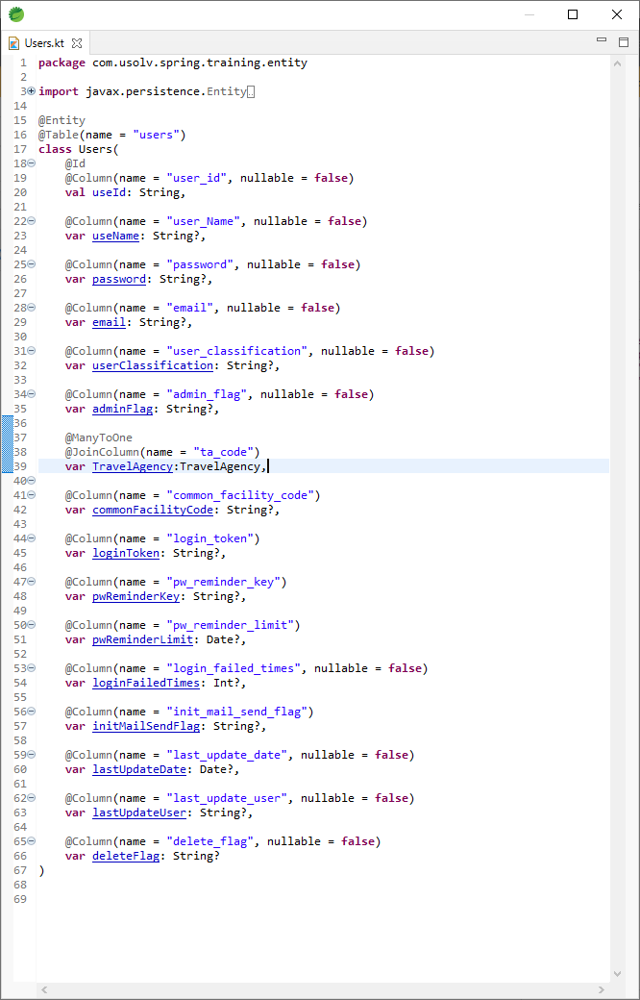 Users.kt
1 package com.usolv.spring.training.entity
2
3 import javax.persistence.Entity
14
15 @Entity
16 @Table(name = "users")
17 class Users(
18 @Id
19 @Column(name = "user_id", nullable = false)
20 val useId: String,
21
22 @Column(name = "user_Name", nullable = false)
23 var useName: String?,
24
25 @Column(name = "password", nullable = false)
26 var password: String?,
27
28 @Column(name = "email", nullable = false)
29 var email: String?,
30
31 @Column(name = "user_classification", nullable = false)
32 var userClassification: String?,
33
34 @Column(name = "admin_flag", nullable = false)
35 var adminFlag: String?,
36
37 @ManyToOne
38 @JoinColumn(name = "ta_code")
39 var TravelAgency:TravelAgency,
40
41 @Column(name = "common_facility_code")
42 var commonFacilityCode: String?,
43
44 @Column(name = "login_token")
45 var loginToken: String?,
46
47 @Column(name = "pw_reminder_key")
48 var pwReminderKey: String?,
49
50 @Column(name = "pw_reminder_limit")
51 var pwReminderLimit: Date?,
52
53 @Column(name = "login_failed_times", nullable = false)
54 var loginFailedTimes: Int?,
55
56 @Column(name = "init_mail_send_flag")
57 var initMailSendFlag: String?,
58
59 @Column(name = "last_update_date", nullable = false)
60 var lastUpdateDate: Date?,
61
62 @Column(name = "last_update_user", nullable = false)
63 var lastUpdateUser: String?,
64
65 @Column(name = "delete_flag", nullable = false)
66 var deleteFlag: String?
67 )
68
69